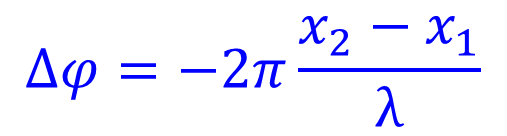 Δφ = −2π (x₂ − x₁)/λ